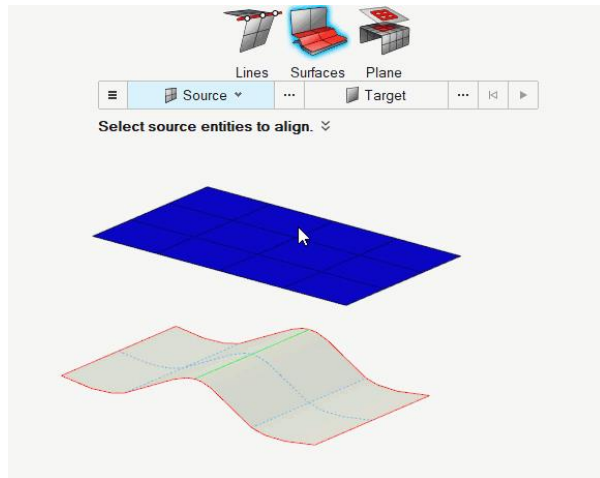 Lines Surfaces Plane
Source ... Target ...
Select source entities to align.